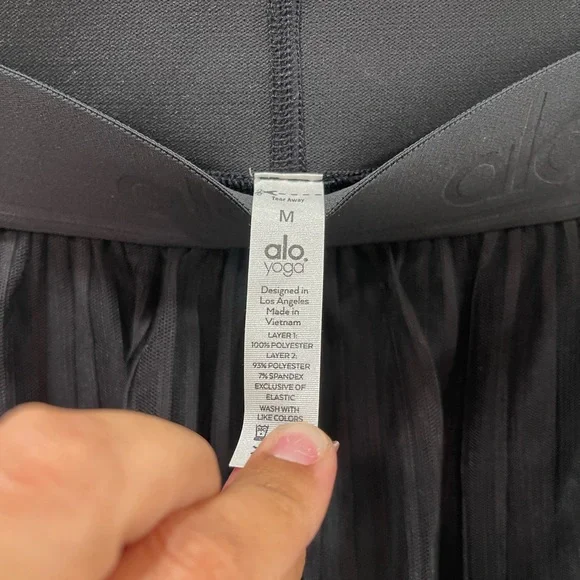 TEAR AWAY
M
alo
yoga
Designed in
Los Angeles
Made in
Vietnam
LAYER 1:
100% POLYESTER
LAYER 2:
93% POLYESTER
7% SPANDEX
EXCLUSIVE OF
ELASTIC
WASH WITH
LIKE COLORS
alo